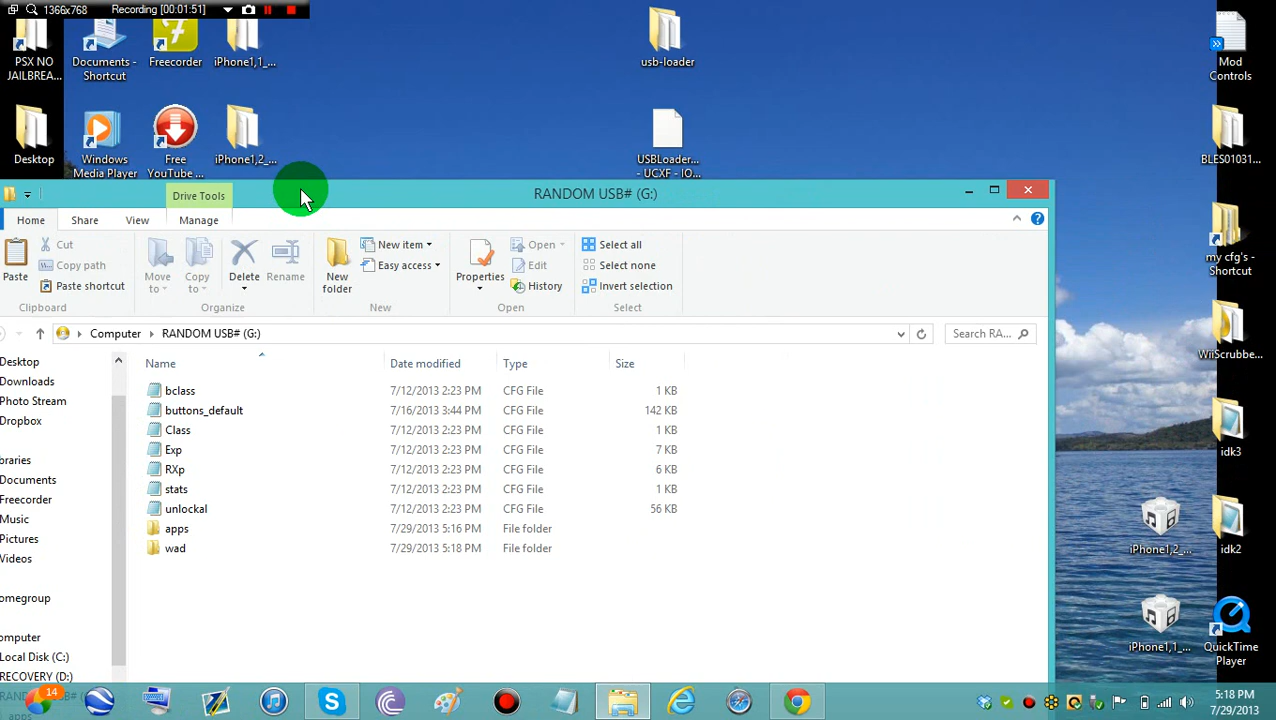 1366x768 Recording [00:01:51]
PSX NO
JAILBREA...
Documents -
Shortcut
Freecorder
iPhone1,1_...
usb-loader
Mod
Controls
Desktop
Windows
Media Player
Free
YouTube ...
iPhone1,2_...
USBLoader...
- UCXF - IO...
BLES01031...
my cfg's -
Shortcut
WiiScrubbe...
idk3
iPhone1,2_...
idk2
iPhone1,1_...
QuickTime
Player
Drive Tools
RANDOM USB# (G:)
Home Share View Manage
Paste
Cut
Copy path
Paste shortcut
Clipboard
Move
to
Copy
to
Delete
Rename
Organize
New
folder
New item
Easy access
New
Properties
Open
Edit
History
Open
Select all
Select none
Invert selection
Select
Computer RANDOM USB# (G:)
Search RA...
Name Date modified Type Size
bclass 7/12/2013 2:23 PM CFG File 1 KB
buttons_default 7/16/2013 3:44 PM CFG File 142 KB
Class 7/12/2013 2:23 PM CFG File 1 KB
Exp 7/12/2013 2:23 PM CFG File 7 KB
RXp 7/12/2013 2:23 PM CFG File 6 KB
stats 7/12/2013 2:23 PM CFG File 1 KB
unlockal 7/12/2013 2:23 PM CFG File 56 KB
apps 7/29/2013 5:16 PM File folder
wad 7/29/2013 5:18 PM File folder
Desktop
Downloads
Photo Stream
Dropbox
ibraries
Documents
Freecorder
Music
Pictures
Videos
omegroup
omputer
Local Disk (C:)
RECOVERY (D:)
RANDOM USB# (G:)
apps
14
5:18 PM
7/29/2013